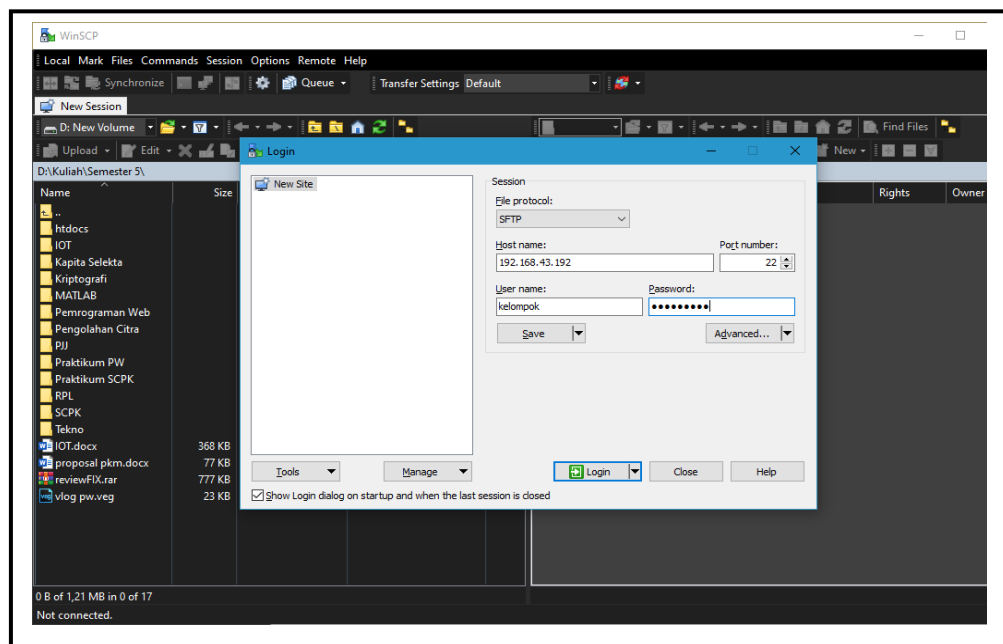 WinSCP
Local Mark Files Commands Session Options Remote Help
Synchronize Queue Transfer Settings Default
New Session
D: New Volume Find Files
Upload Edit New
D:\Kuliah\Semester 5\
Name Size Rights Owner
..
htdocs
IOT
Kapita Selekta
Kriptografi
MATLAB
Pemrograman Web
Pengolahan Citra
PJJ
Praktikum PW
Praktikum SCPK
RPL
SCPK
Tekno
IOT.docx 368 KB
proposal pkm.docx 77 KB
reviewFIX.rar 777 KB
vlog pw.veg 23 KB
Login
New Site
Session
File protocol:
SFTP
Host name: Port number:
192.168.43.192 22
User name: Password:
kelompok •••••••••
Save Advanced...
Tools Manage Login Close Help
Show Login dialog on startup and when the last session is closed
0 B of 1,21 MB in 0 of 17
Not connected.